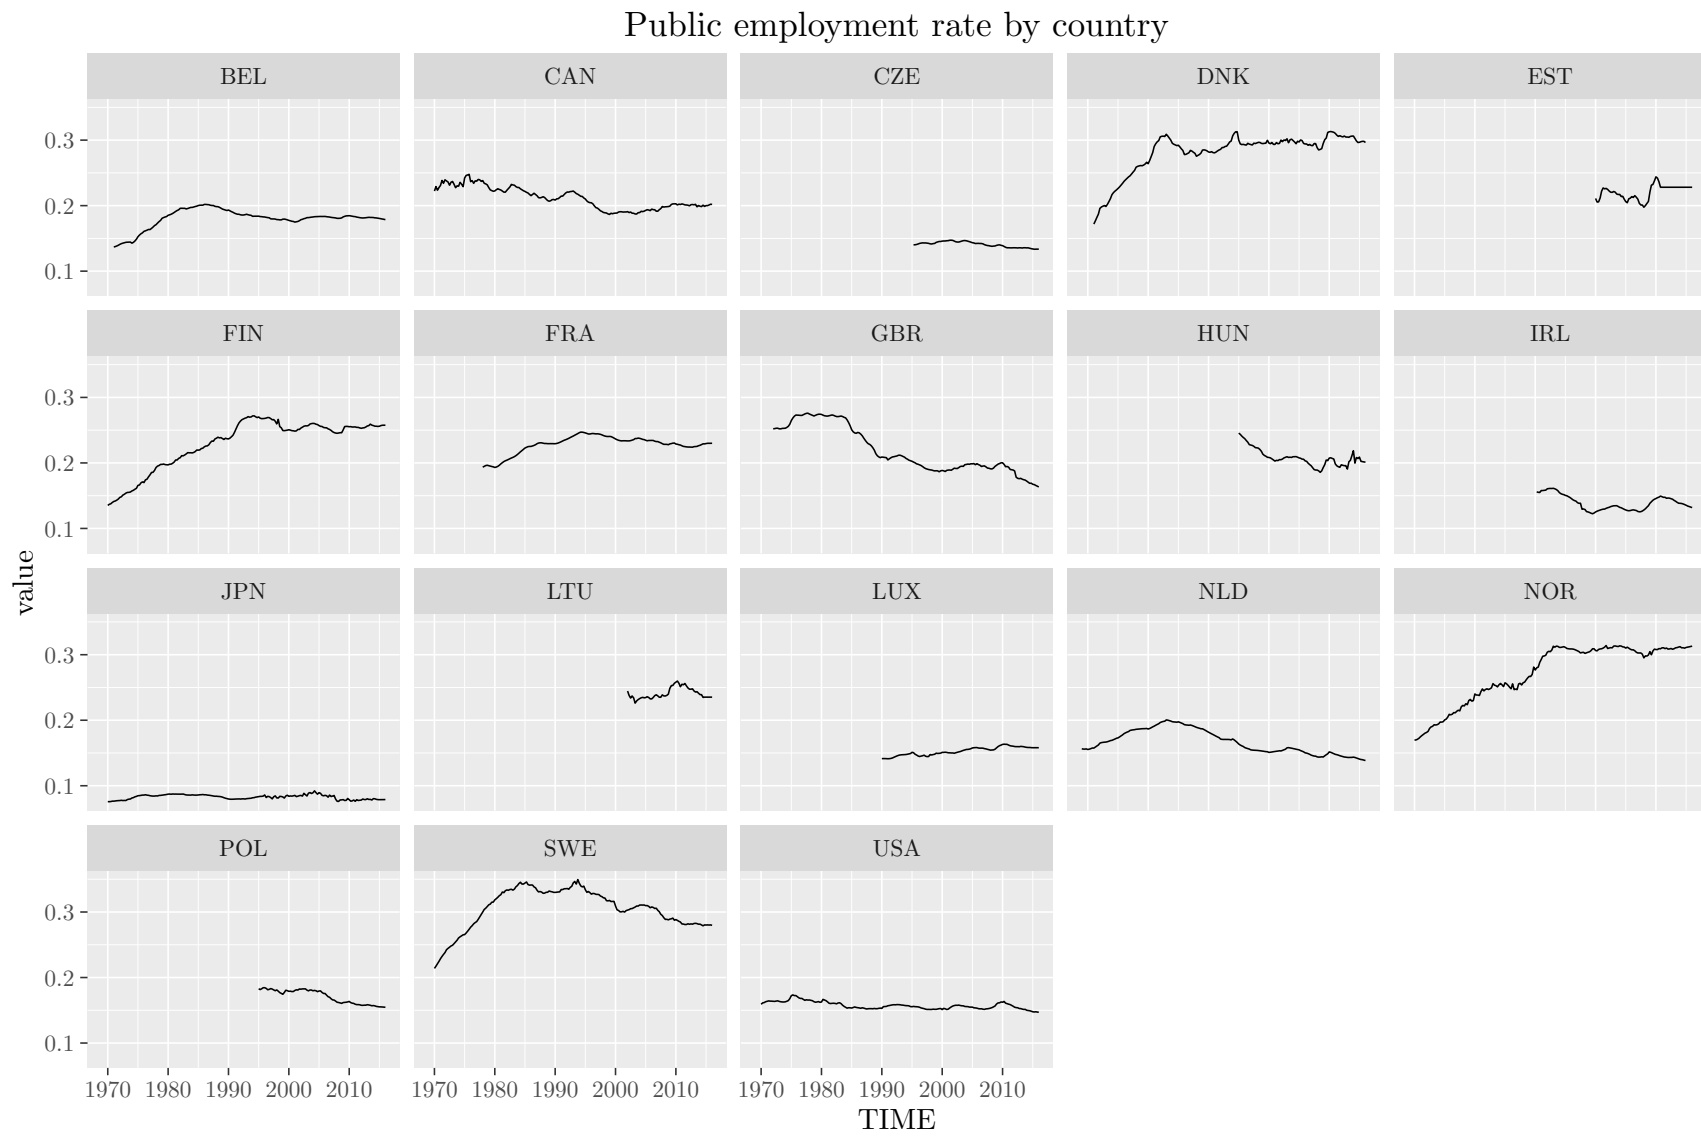 Public employment rate by country
BEL CAN CZE DNK EST
0.3
0.2
0.1
FIN FRA GBR HUN IRL
0.3
0.2
0.1
value
JPN LTU LUX NLD NOR
0.3
0.2
0.1
POL SWE USA
0.3
0.2
0.1
1970 1980 1990 2000 2010 1970 1980 1990 2000 2010 1970 1980 1990 2000 2010
TIME